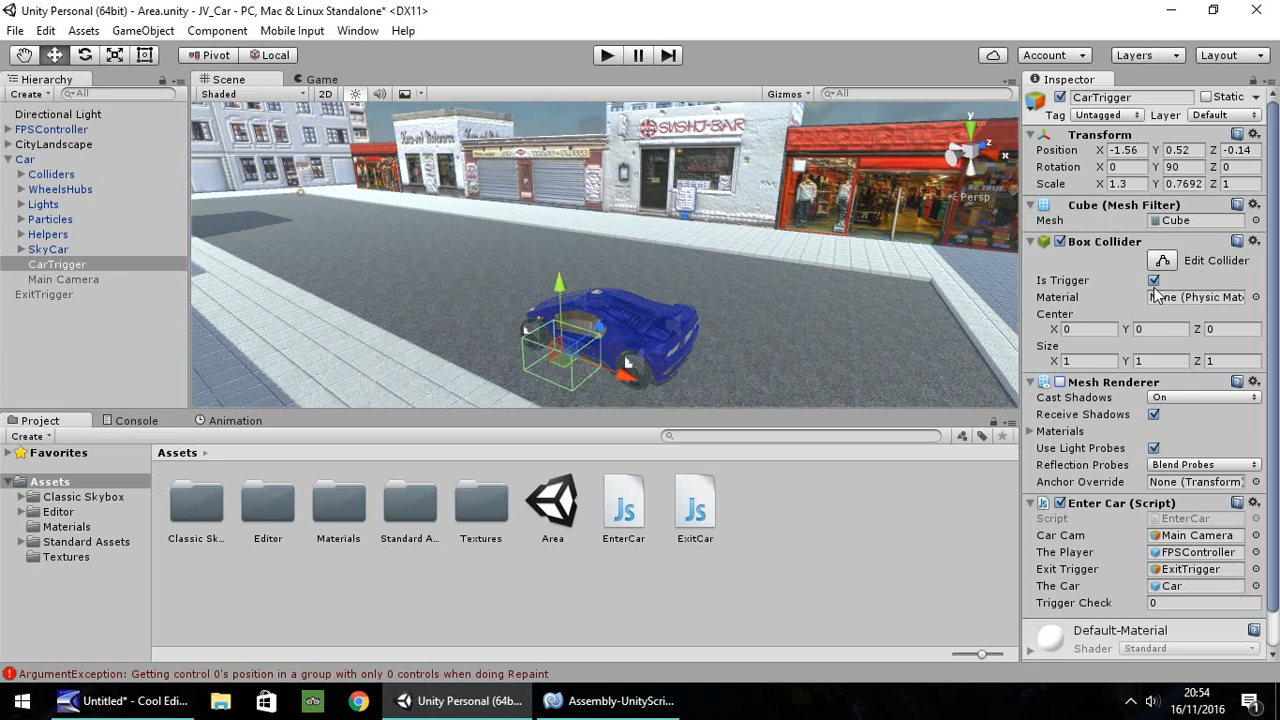 Unity Personal (64bit) - Area.unity - JV_Car - PC, Mac & Linux Standalone* <DX11>
File Edit Assets GameObject Component Mobile Input Window Help
Pivot Local Account Layers Layout
Hierarchy
Create All
Directional Light
FPSController
CityLandscape
Car
Colliders
WheelsHubs
Lights
Particles
Helpers
SkyCar
CarTrigger
Main Camera
ExitTrigger
Scene Game
Shaded 2D Gizmos All
SUSHI-BAR
y
z
x
Persp
Inspector
CarTrigger Static
Tag Untagged Layer Default
Transform
Position X -1.56 Y 0.52 Z -0.14
Rotation X 0 Y 90 Z 0
Scale X 1.3 Y 0.7692 Z 1
Cube (Mesh Filter)
Mesh Cube
Box Collider
Edit Collider
Is Trigger
Material None (Physic Mate
Center
X 0 Y 0 Z 0
Size
X 1 Y 1 Z 1
Mesh Renderer
Cast Shadows On
Receive Shadows
Materials
Use Light Probes
Reflection Probes Blend Probes
Anchor Override None (Transform)
Enter Car (Script)
Script EnterCar
Car Cam Main Camera
The Player FPSController
Exit Trigger ExitTrigger
The Car Car
Trigger Check 0
Default-Material
Shader Standard
Project Console Animation
Create
Favorites
Assets
Classic Skybox
Editor
Materials
Standard Assets
Textures
Assets
Classic Sk... Editor Materials Standard A... Textures Area EnterCar ExitCar
Js Js
ArgumentException: Getting control 0's position in a group with only 0 controls when doing Repaint
Untitled* - Cool Edi... Unity Personal (64b... Assembly-UnityScri...
20:54
16/11/2016